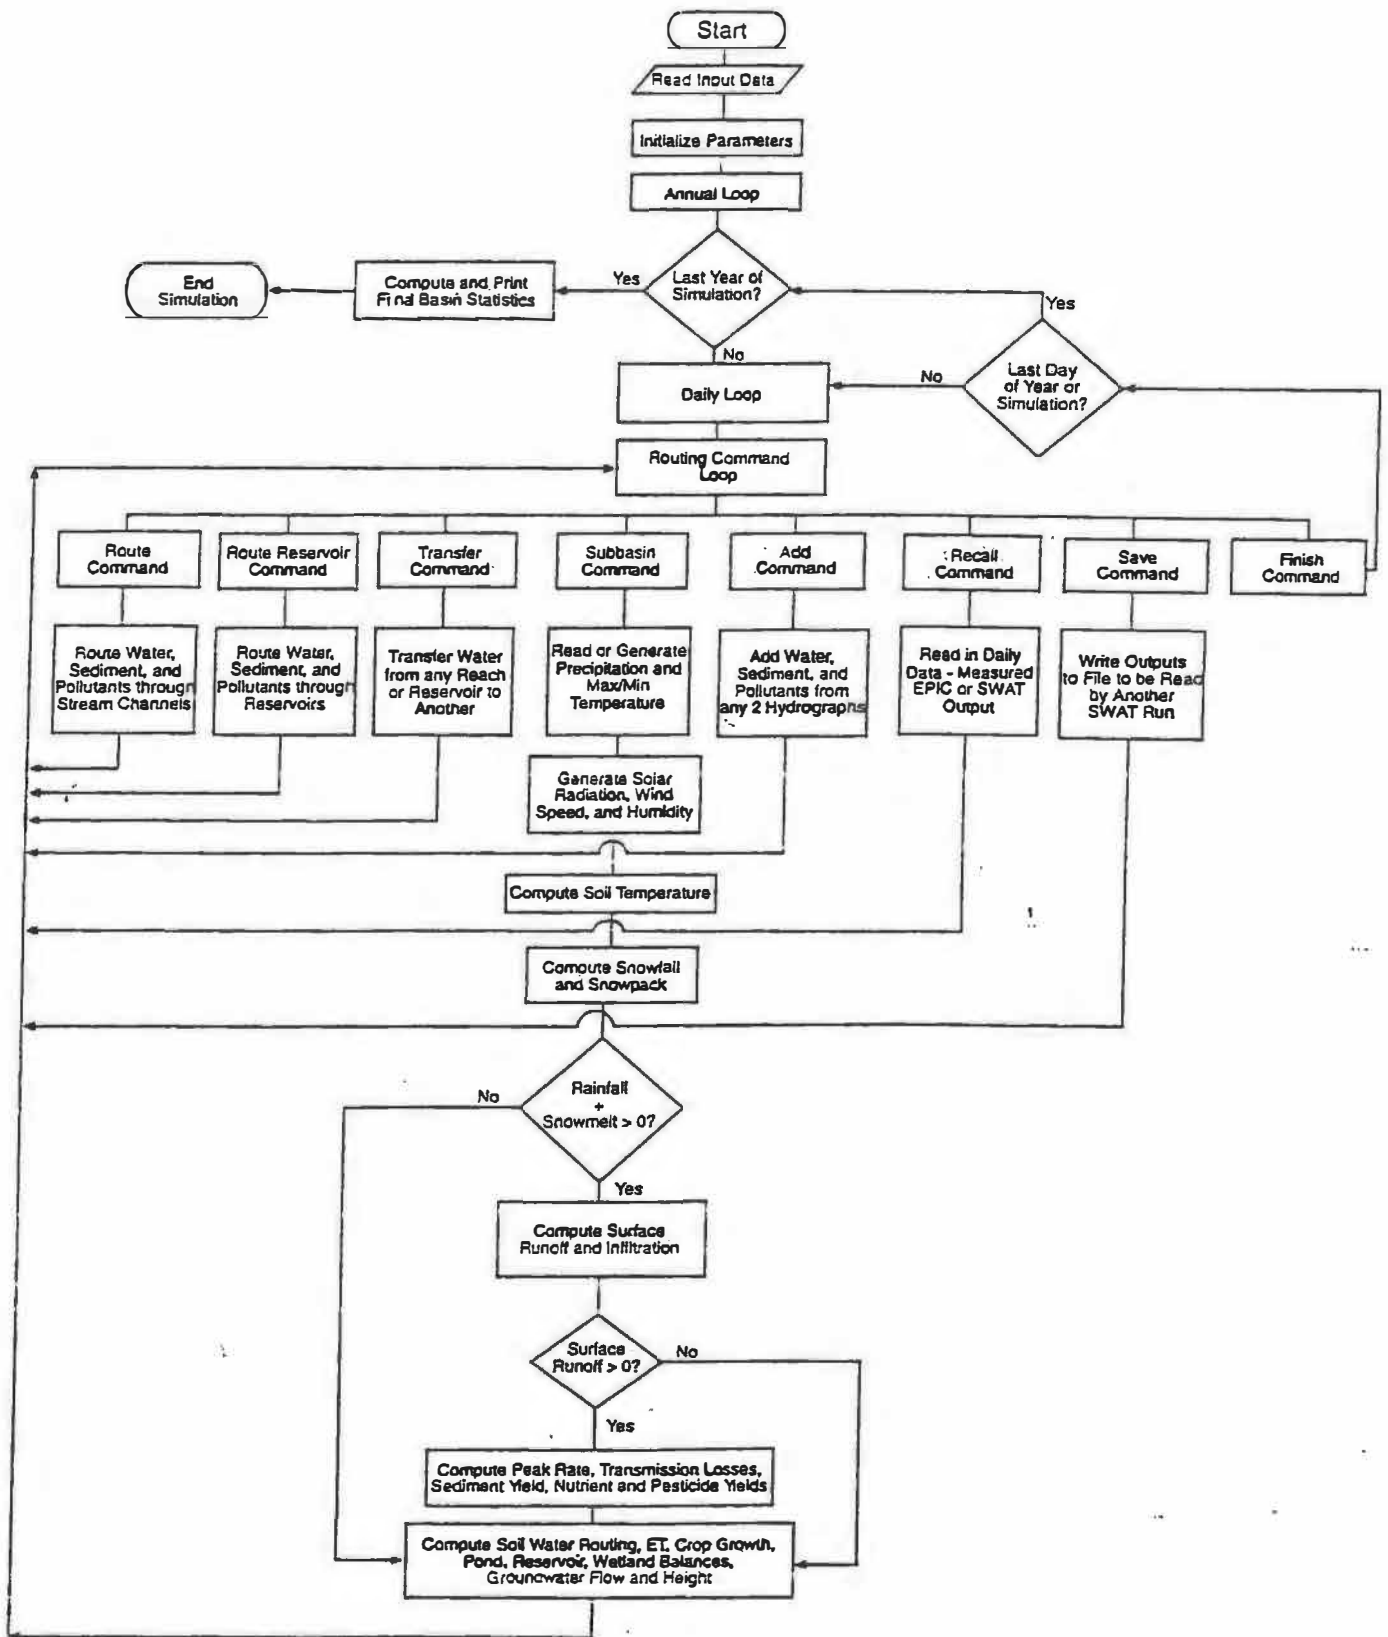 Start
Read Input Data
Initialize Parameters
Annual Loop
Last Year of
Simulation?
Yes
Compute and Print
Final Basin Statistics
End
Simulation
No
Yes
Last Day
of Year or
Simulation?
No
Daily Loop
Routing Command
Loop
Route
Command
Route Reservoir
Command
Transfer
Command
Subbasin
Command
Add
Command
Recall
Command
Save
Command
Finish
Command
Route Water,
Sediment, and
Pollutants through
Stream Channels
Route Water,
Sediment, and
Pollutants through
Reservoirs
Transfer Water
from any Reach
or Reservoir to
Another
Read or Generate
Precipitation and
Max/Min
Temperature
Add Water,
Sediment, and
Pollutants from
any 2 Hydrographs
Read in Daily
Data - Measured
EPIC or SWAT
Output
Write Outputs
to File to be Read
by Another
SWAT Run
Generate Solar
Radiation, Wind
Speed, and Humidity
Compute Soil Temperature
Compute Snowfall
and Snowpack
Rainfall
+
Snowmelt > 0?
No
Yes
Compute Surface
Runoff and Infiltration
Surface
Runoff > 0?
No
Yes
Compute Peak Rate, Transmission Losses,
Sediment Yield, Nutrient and Pesticide Yields
Compute Soil Water Routing, ET, Crop Growth,
Pond, Reservoir, Wetland Balances,
Groundwater Flow and Height